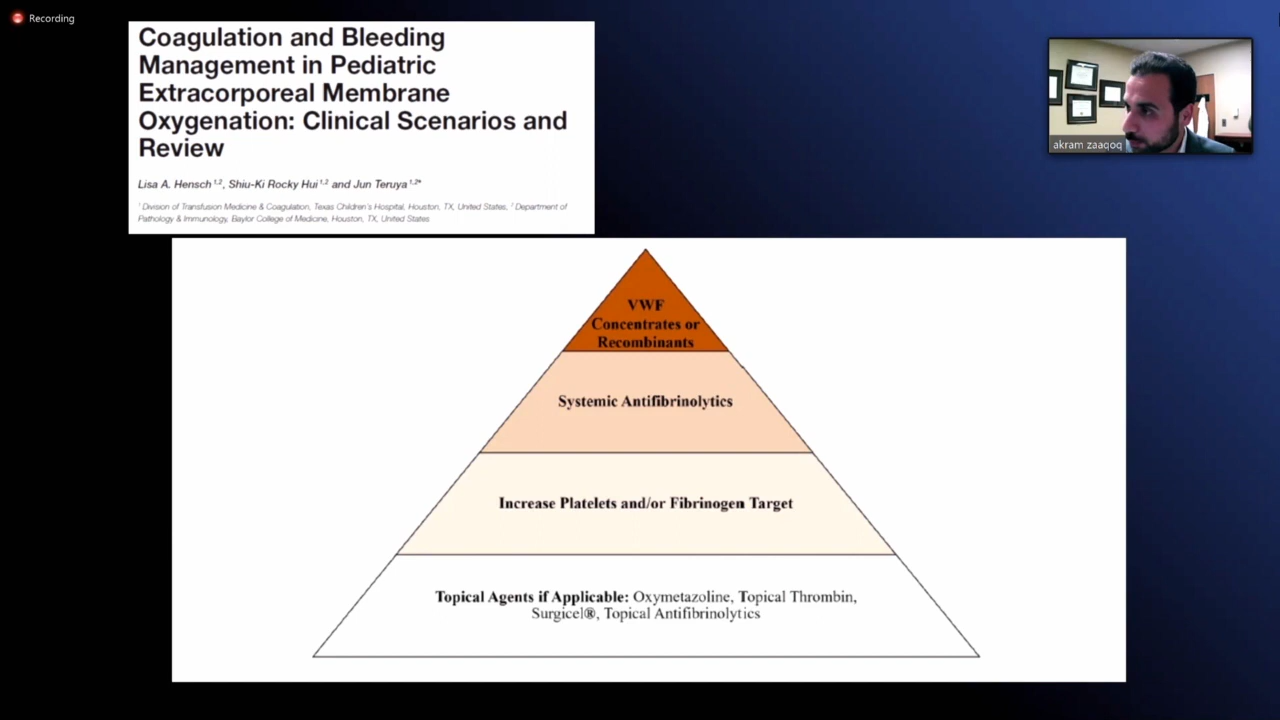 Recording
Coagulation and Bleeding
Management in Pediatric
Extracorporeal Membrane
Oxygenation: Clinical Scenarios and
Review
Lisa A. Hensch 1,2, Shiu-Ki Rocky Hui 1,2 and Jun Teruya 1,2*
1 Division of Transfusion Medicine & Coagulation, Texas Children's Hospital, Houston, TX, United States, 2 Department of
Pathology & Immunology, Baylor College of Medicine, Houston, TX, United States
akram zaaqoq
VWF
Concentrates or
Recombinants
Systemic Antifibrinolytics
Increase Platelets and/or Fibrinogen Target
Topical Agents if Applicable: Oxymetazoline, Topical Thrombin,
Surgicel®, Topical Antifibrinolytics